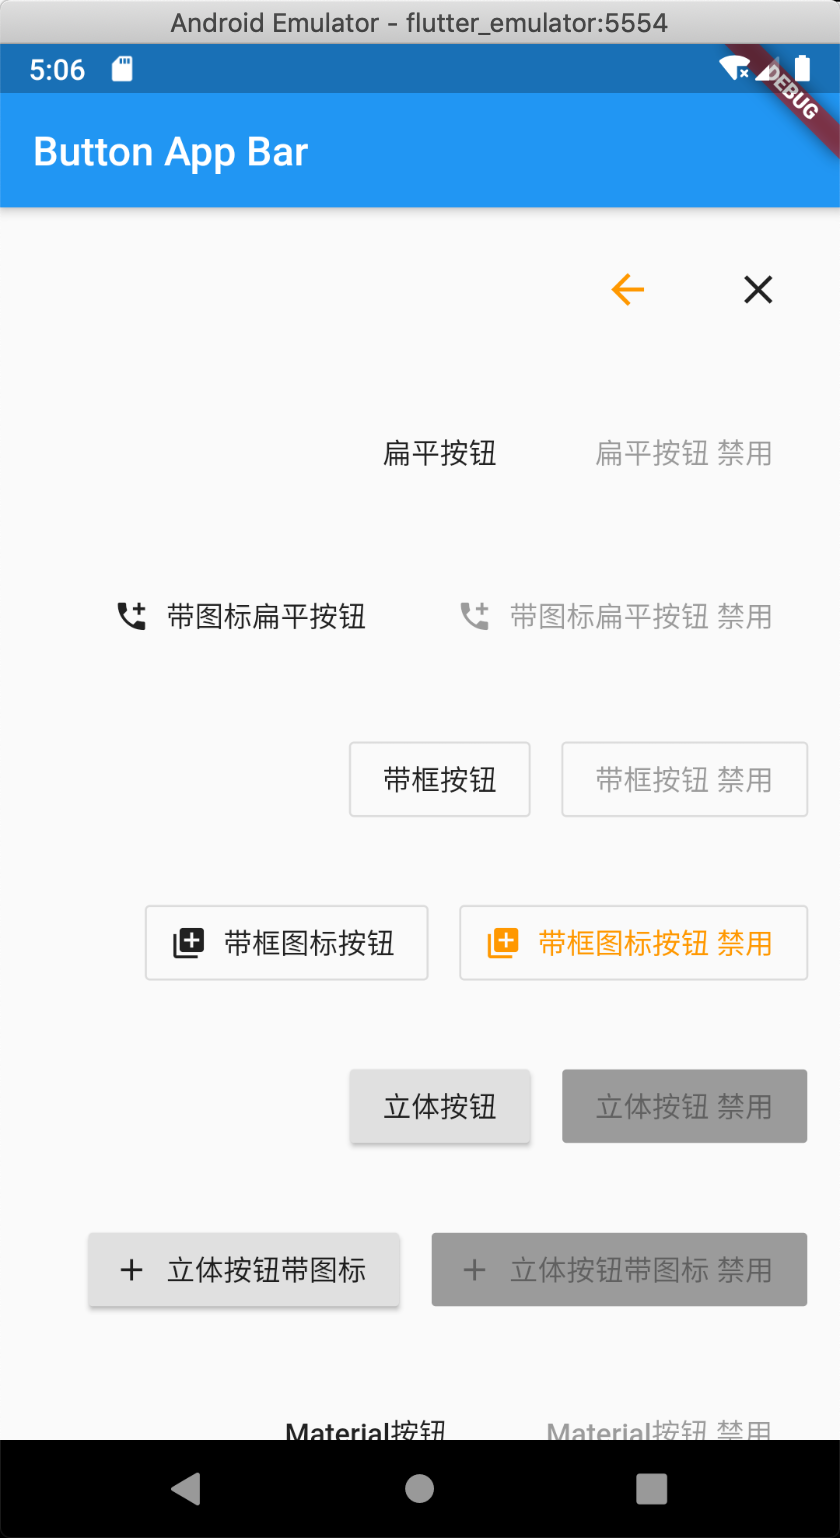 Android Emulator - flutter_emulator:5554
5:06
DEBUG
Button App Bar
扁平按钮 扁平按钮 禁用
带图标扁平按钮 带图标扁平按钮 禁用
带框按钮 带框按钮 禁用
带框图标按钮 带框图标按钮 禁用
立体按钮 立体按钮 禁用
立体按钮带图标 立体按钮带图标 禁用
Material按钮 Material按钮 禁用